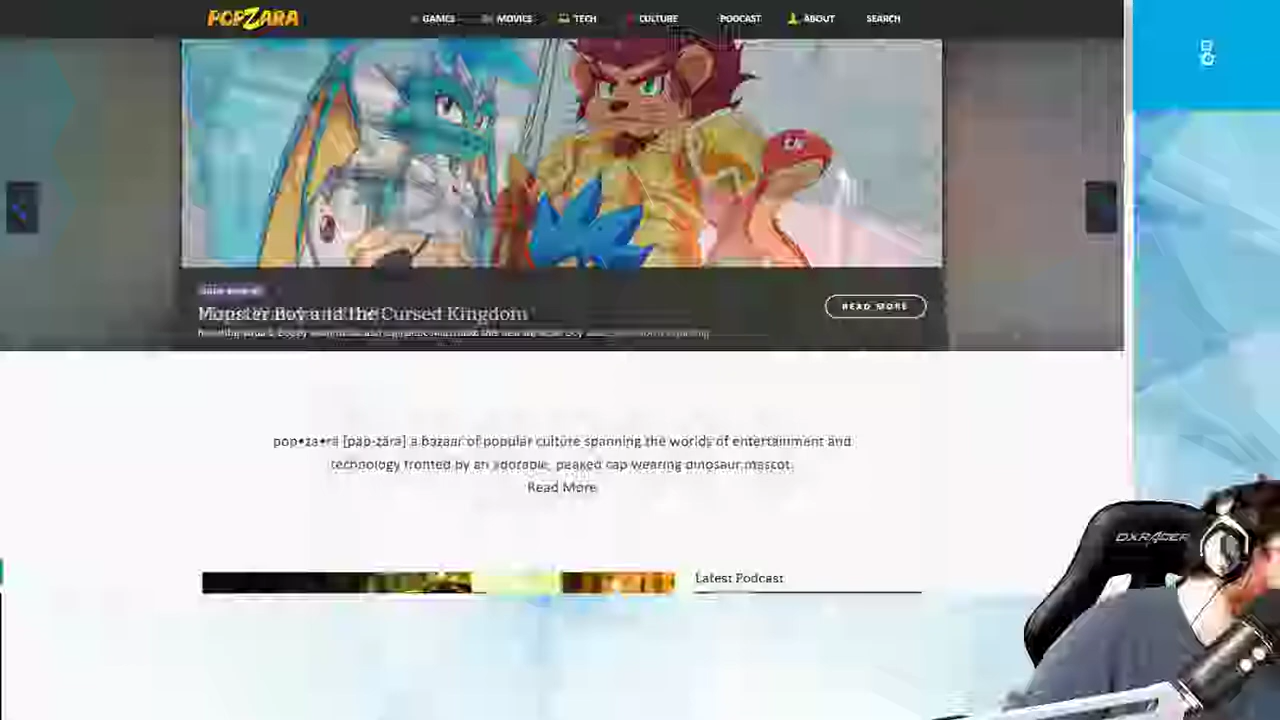 POPZARA
GAMES MOVIES TECH CULTURE PODCAST ABOUT SEARCH
Monster Boy and the Cursed Kingdom
READ MORE
pop•za•ra [pap-zara] a bazaar of popular culture spanning the worlds of entertainment and
technology fronted by an adorable, peaked cap wearing dinosaur mascot.
Read More
Latest Podcast
DXRACER